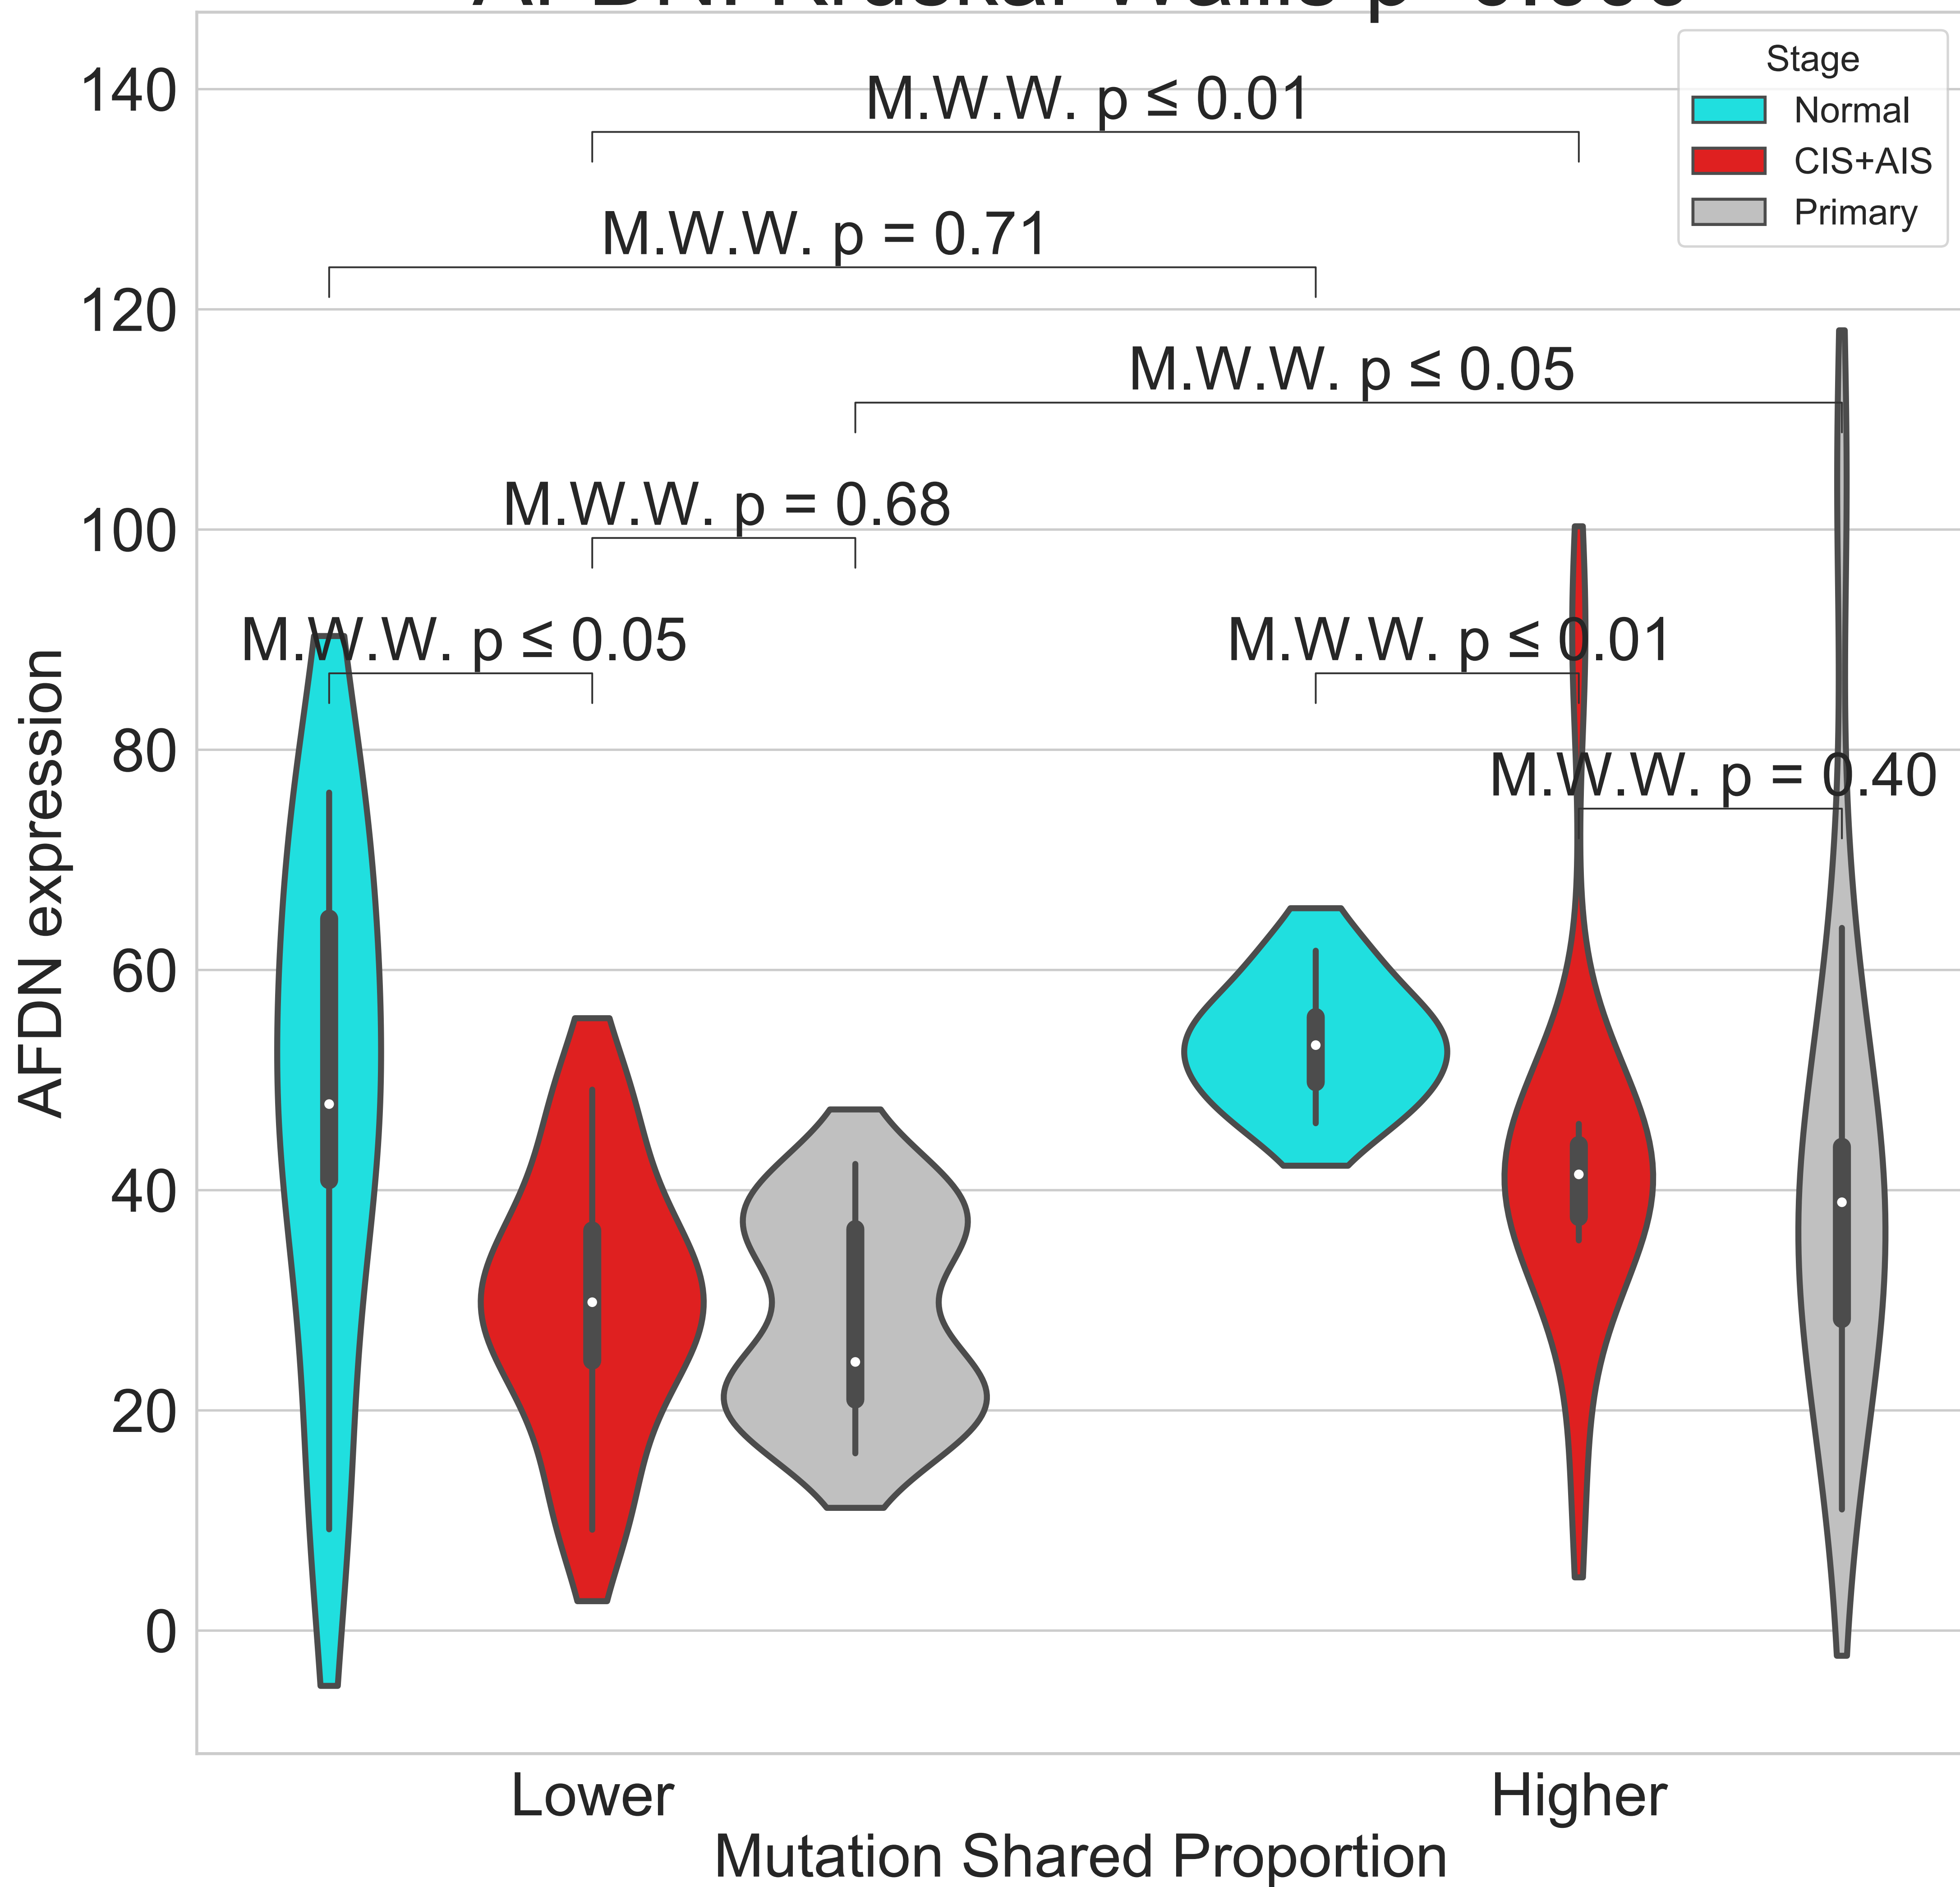 Stage
Normal
CIS+AIS
Primary
M.W.W. p ≤ 0.01
M.W.W. p = 0.71
M.W.W. p ≤ 0.05
M.W.W. p = 0.68
M.W.W. p ≤ 0.05
M.W.W. p ≤ 0.01
M.W.W. p = 0.40
140
120
100
80
60
40
20
0
AFDN expression
Lower
Higher
Mutation Shared Proportion